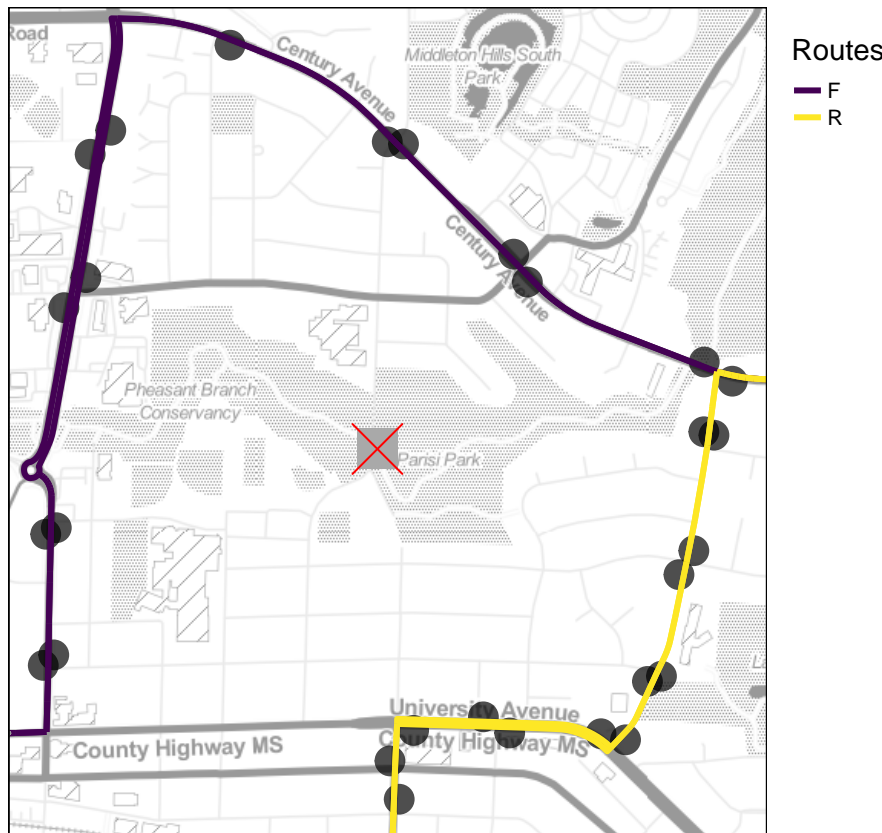 Routes
F
R
Road
Century Avenue
Middleton Hills South
Park
Century Avenue
Pheasant Branch
Conservancy
Parisi Park
University Avenue
County Highway MS
County Highway MS